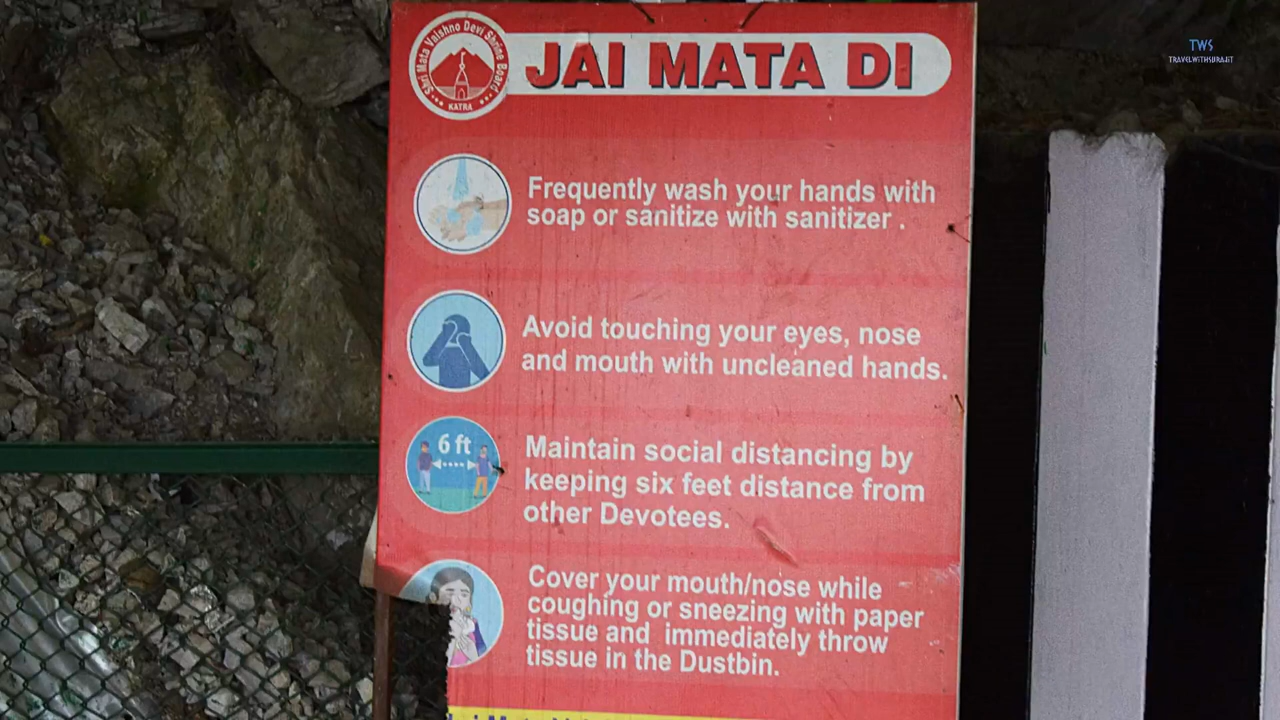 Shri Mata Vaishno Devi Shrine Board
KATRA
JAI MATA DI
TWS
TRAVELWITHSURAJIT
Frequently wash your hands with
soap or sanitize with sanitizer .
Avoid touching your eyes, nose
and mouth with uncleaned hands.
6 ft
Maintain social distancing by
keeping six feet distance from
other Devotees.
Cover your mouth/nose while
coughing or sneezing with paper
tissue and immediately throw
tissue in the Dustbin.